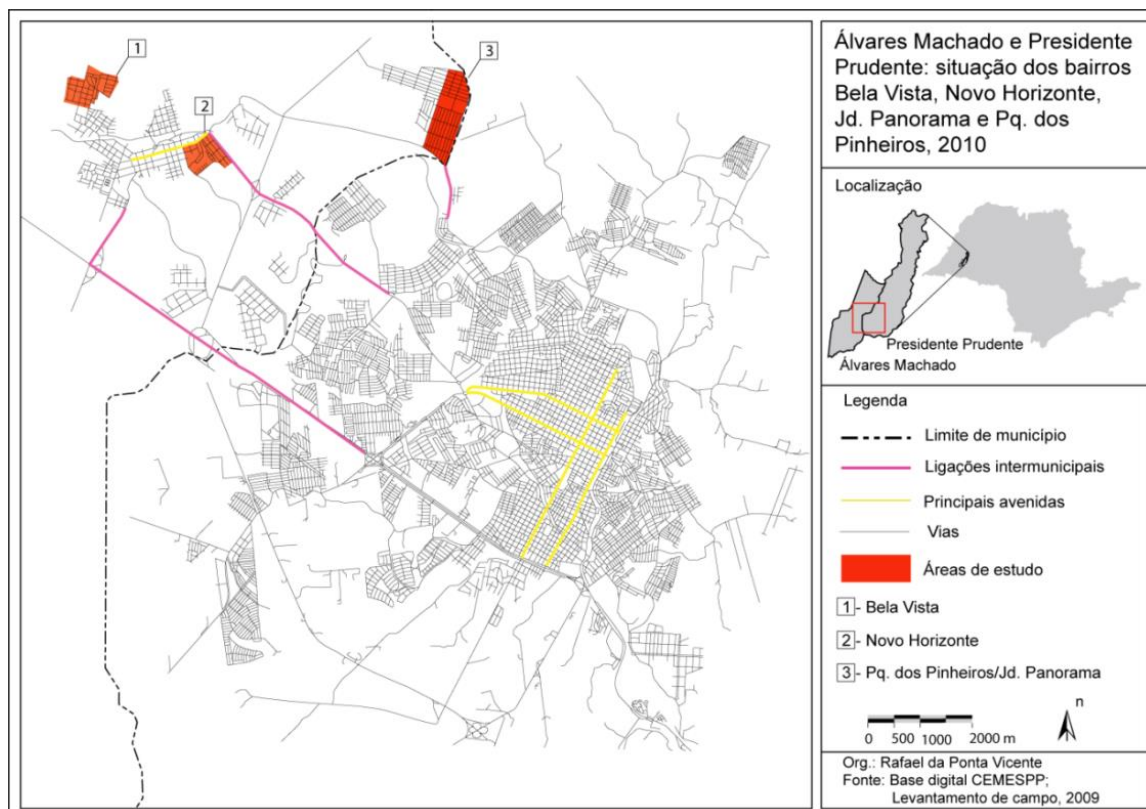 1
2
3
Álvares Machado e Presidente
Prudente: situação dos bairros
Bela Vista, Novo Horizonte,
Jd. Panorama e Pq. dos
Pinheiros, 2010
Localização
Presidente Prudente
Álvares Machado
Legenda
Limite de município
Ligações intermunicipais
Principais avenidas
Vias
Áreas de estudo
1 - Bela Vista
2 - Novo Horizonte
3 - Pq. dos Pinheiros/Jd. Panorama
n
0 500 1000 2000 m
Org.: Rafael da Ponta Vicente
Fonte: Base digital CEMESPP;
Levantamento de campo, 2009